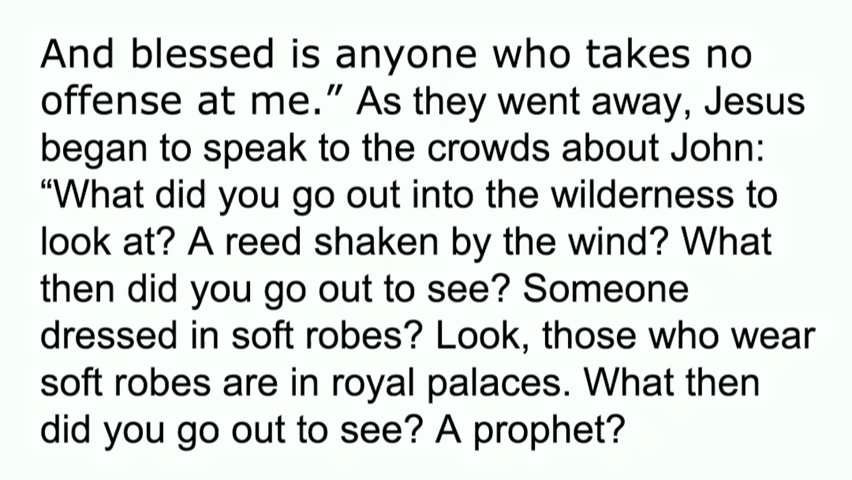 And blessed is anyone who takes no
offense at me.” As they went away, Jesus
began to speak to the crowds about John:
“What did you go out into the wilderness to
look at? A reed shaken by the wind? What
then did you go out to see? Someone
dressed in soft robes? Look, those who wear
soft robes are in royal palaces. What then
did you go out to see? A prophet?